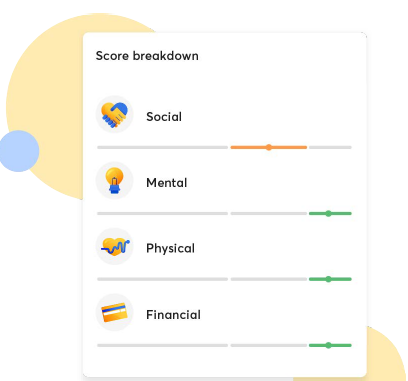 Score breakdown
Social
Mental
Physical
Financial